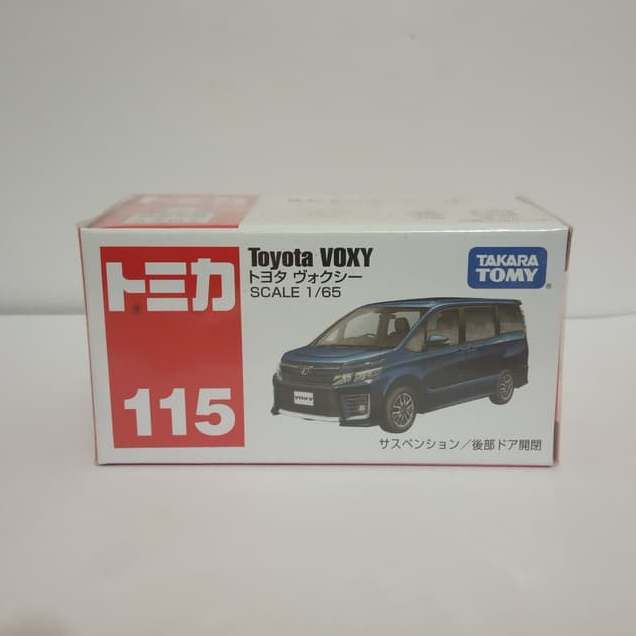 トミカ
115
Toyota VOXY
トヨタ ヴォクシー
SCALE 1/65
TAKARA
TOMY
VOXY
サスペンション／後部ドア開閉